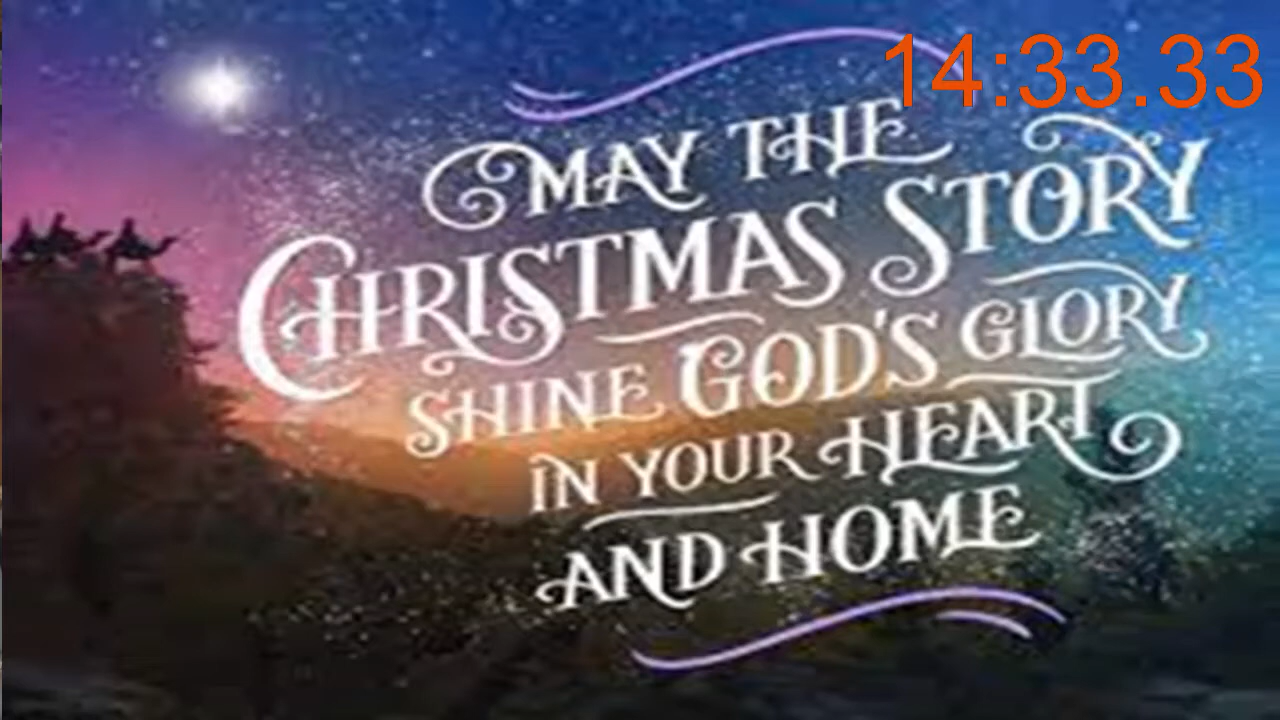 14:33.33
MAY THE
CHRISTMAS STORY
SHINE GOD'S GLORY
IN YOUR HEART
AND HOME